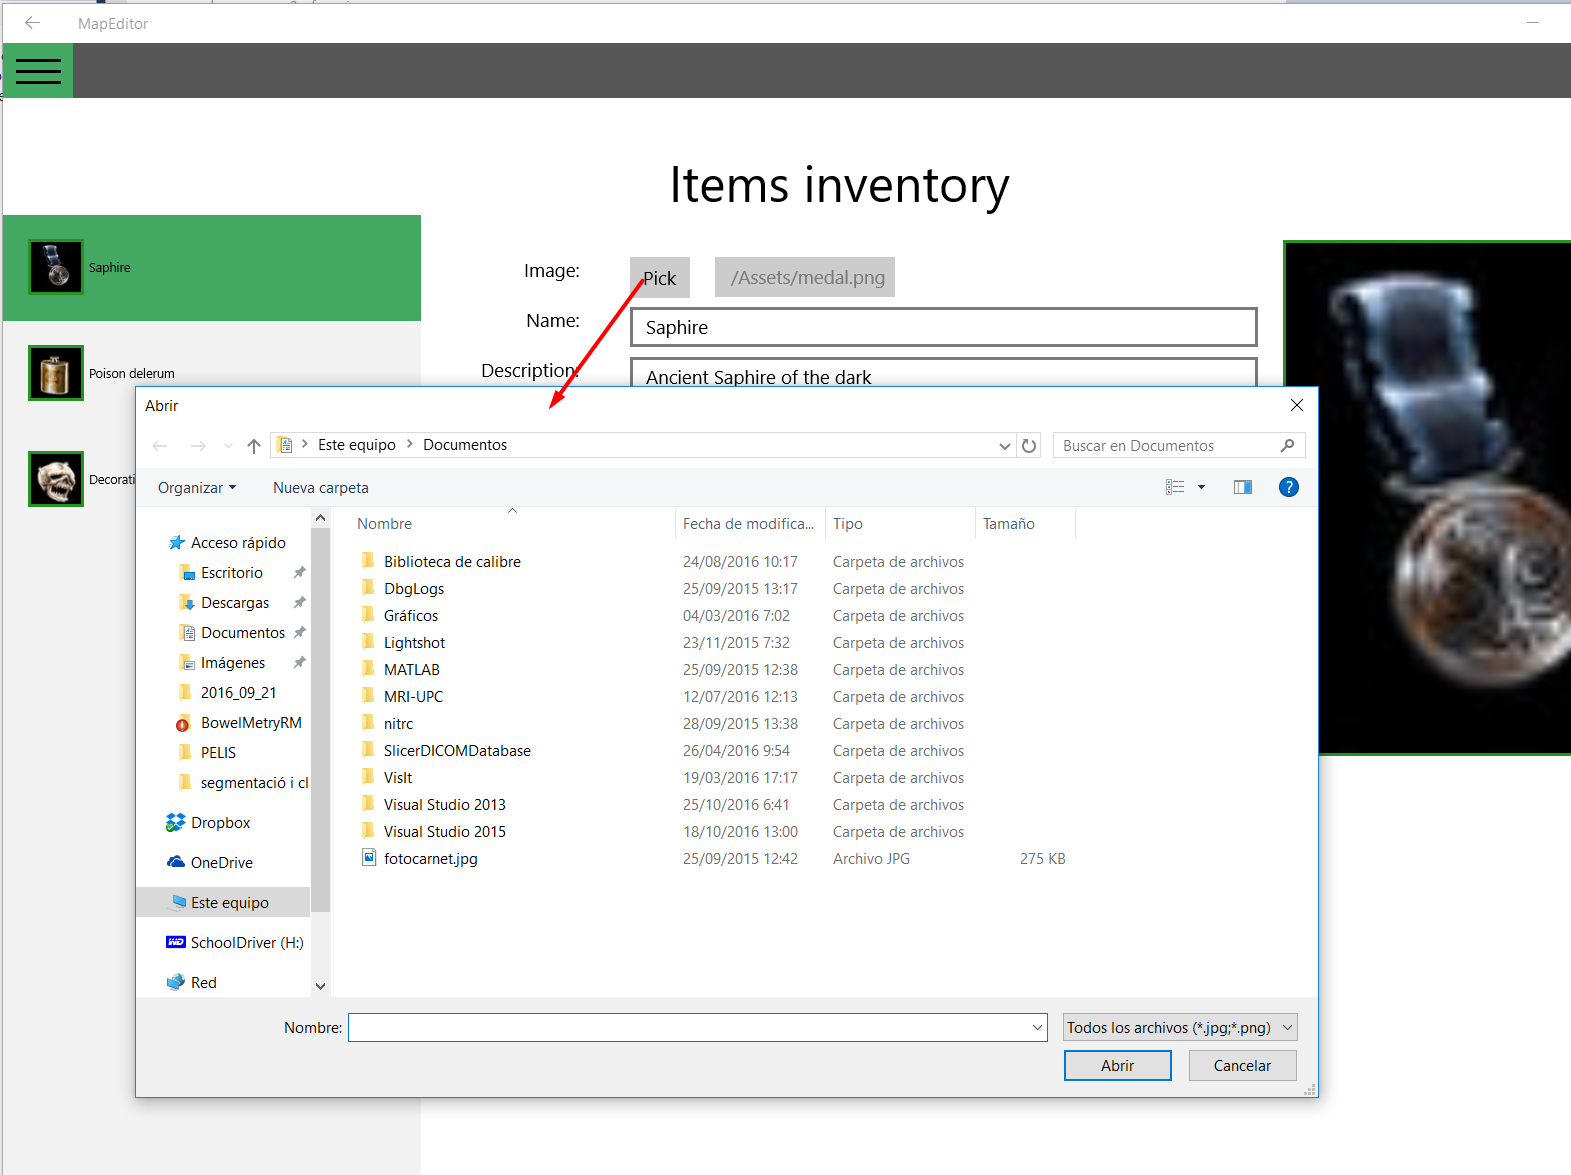 MapEditor
Items inventory
Saphire
Poison delerum
Decorati
Image:
Pick
/Assets/medal.png
Name:
Saphire
Description:
Ancient Saphire of the dark
Abrir
Este equipo > Documentos
Buscar en Documentos
Organizar
Nueva carpeta
?
Acceso rápido
Escritorio
Descargas
Documentos
Imágenes
2016_09_21
BowelMetryRM
PELIS
segmentació i cl
Dropbox
OneDrive
Este equipo
WD SchoolDriver (H:)
Red
Nombre Fecha de modifica... Tipo Tamaño
Biblioteca de calibre 24/08/2016 10:17 Carpeta de archivos
DbgLogs 25/09/2015 13:17 Carpeta de archivos
Gráficos 04/03/2016 7:02 Carpeta de archivos
Lightshot 23/11/2015 7:32 Carpeta de archivos
MATLAB 25/09/2015 12:38 Carpeta de archivos
MRI-UPC 12/07/2016 12:13 Carpeta de archivos
nitrc 28/09/2015 13:38 Carpeta de archivos
SlicerDICOMDatabase 26/04/2016 9:54 Carpeta de archivos
VisIt 19/03/2016 17:17 Carpeta de archivos
Visual Studio 2013 25/10/2016 6:41 Carpeta de archivos
Visual Studio 2015 18/10/2016 13:00 Carpeta de archivos
fotocarnet.jpg 25/09/2015 12:42 Archivo JPG 275 KB
Nombre:
Todos los archivos (*.jpg;*.png)
Abrir
Cancelar